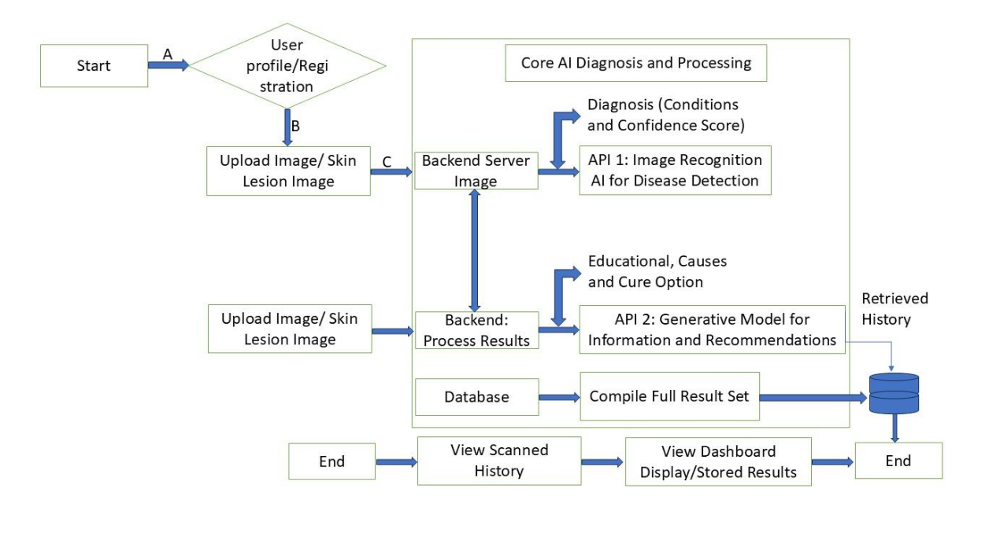 Start
A
User
profile/Regi
stration
B
Upload Image/ Skin
Lesion Image
C
Core AI Diagnosis and Processing
Diagnosis (Conditions
and Confidence Score)
Backend Server
Image
API 1: Image Recognition
AI for Disease Detection
Educational, Causes
and Cure Option
Retrieved
History
Upload Image/ Skin
Lesion Image
Backend:
Process Results
API 2: Generative Model for
Information and Recommendations
Database
Compile Full Result Set
End
View Scanned
History
View Dashboard
Display/Stored Results
End